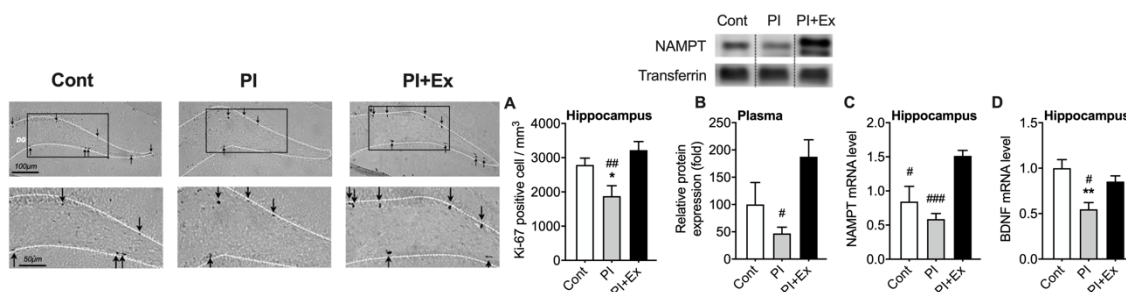 Cont PI PI+Ex
NAMPT
Transferrin
Cont PI PI+Ex
DG
100μm
50μm
A Hippocampus
Ki-67 positive cell / mm3
4000
3000
2000
1000
0
##
*
Cont
PI
PI+Ex
B Plasma
Relative protein
expression (fold)
250
200
150
100
50
0
#
Cont
PI
PI+Ex
C Hippocampus
NAMPT mRNA level
2.0
1.5
1.0
0.5
0.0
#
###
Cont
PI
PI+Ex
D Hippocampus
BDNF mRNA level
1.5
1.0
0.5
0.0
#
**
Cont
PI
PI+Ex